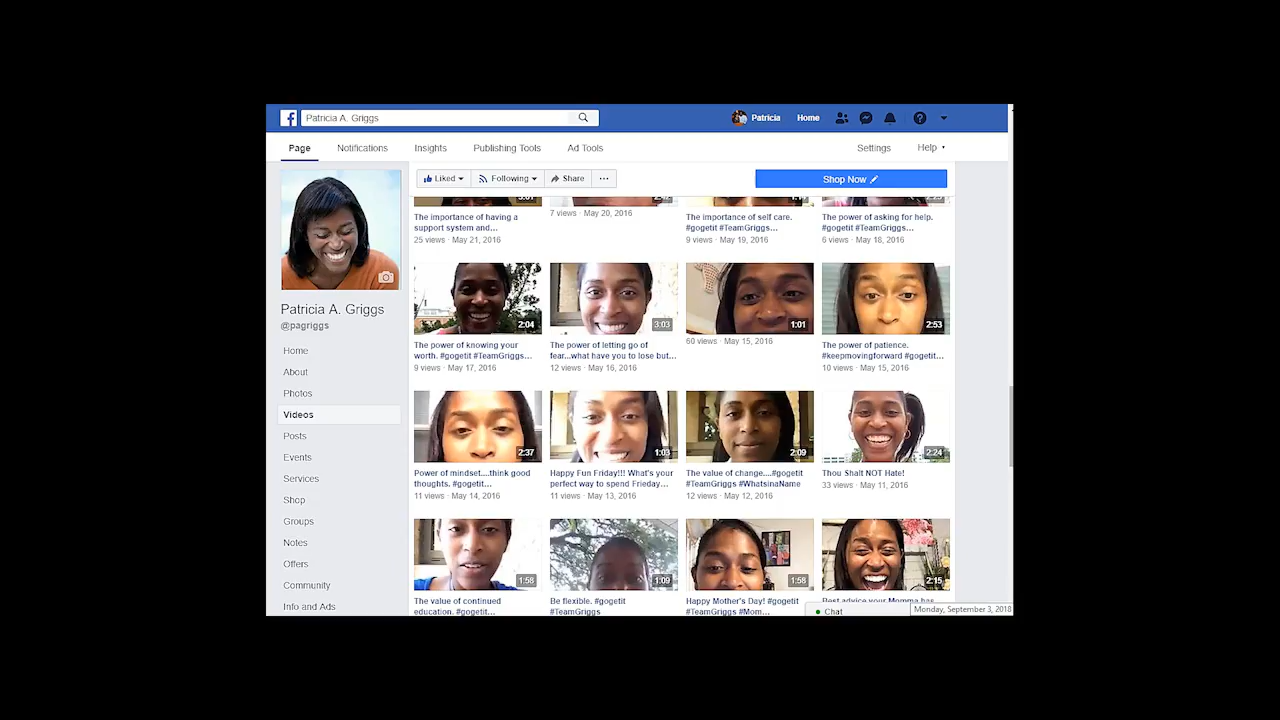 Patricia A. Griggs
Patricia Home
Page Notifications Insights Publishing Tools Ad Tools Settings Help
Liked Following Share ... Shop Now
The importance of having a support system and...
25 views · May 21, 2016
7 views · May 20, 2016
The importance of self care. #gogetit #TeamGriggs...
9 views · May 19, 2016
The power of asking for help. #gogetit #TeamGriggs...
6 views · May 18, 2016
Patricia A. Griggs
@pagriggs
Home
About
Photos
Videos
Posts
Events
Services
Shop
Groups
Notes
Offers
Community
Info and Ads
2:04
The power of knowing your
worth. #gogetit #TeamGriggs...
9 views · May 17, 2016
3:03
The power of letting go of
fear...what have you to lose but...
12 views · May 16, 2016
1:01
60 views · May 15, 2016
2:53
The power of patience.
#keepmovingforward #gogetit...
10 views · May 15, 2016
2:37
Power of mindset....think good
thoughts. #gogetit...
11 views · May 14, 2016
1:03
Happy Fun Friday!!! What's your
perfect way to spend Frieday...
11 views · May 13, 2016
2:09
The value of change....#gogetit
#TeamGriggs #WhatsinaName
12 views · May 12, 2016
2:24
Thou Shalt NOT Hate!
33 views · May 11, 2016
1:58
The value of continued
education. #gogetit...
1:09
Be flexible. #gogetit
#TeamGriggs
1:58
Happy Mother's Day! #gogetit
#TeamGriggs #Mom...
2:15
Best advice your Momma has
Chat
Monday, September 3, 2018